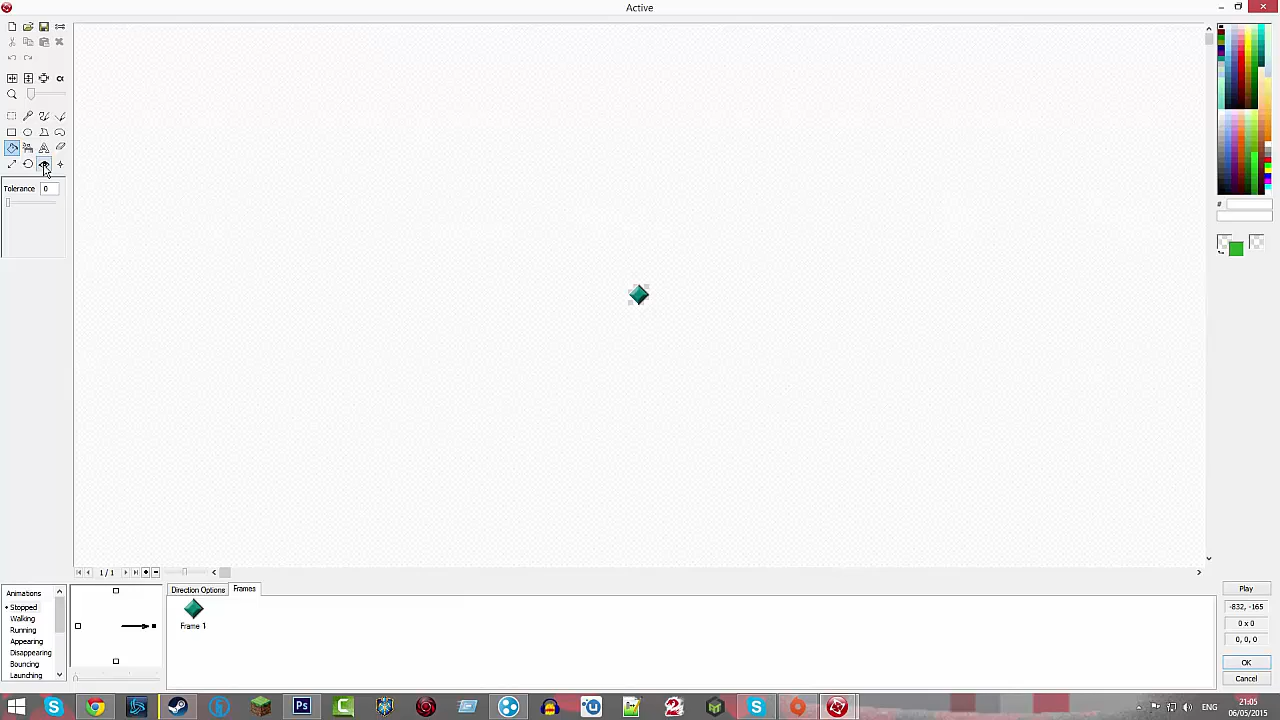 Active
Tolerance 0
#
1 / 1
Direction Options Frames
Animations
Stopped
Walking
Running
Appearing
Disappearing
Bouncing
Launching
Frame 1
Play
-832, -165
0 x 0
0, 0, 0
OK
Cancel
Ps
ENG
21:05
06/05/2015